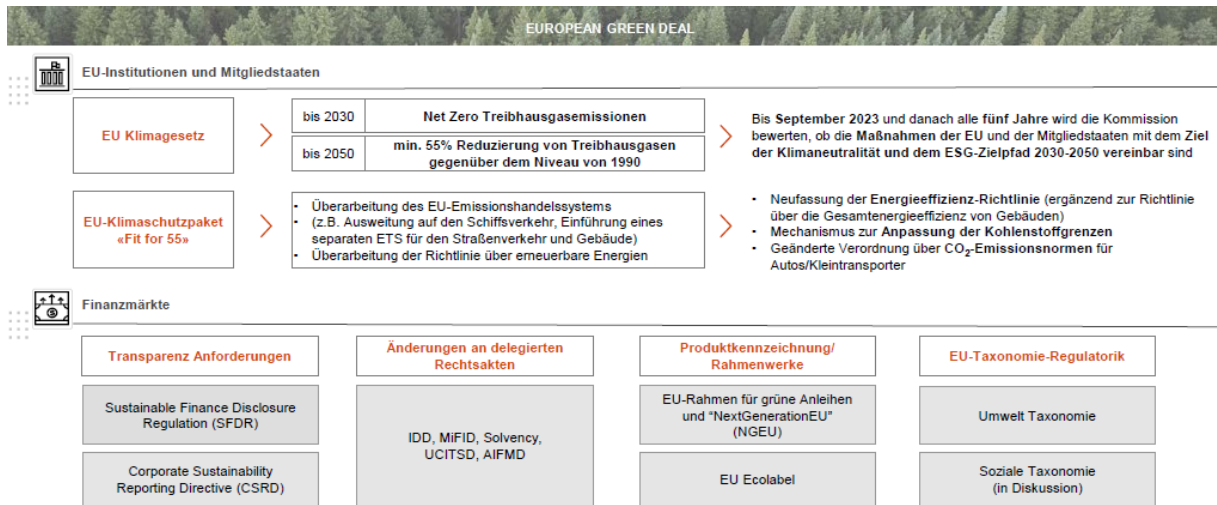 EUROPEAN GREEN DEAL
EU-Institutionen und Mitgliedstaaten
EU Klimagesetz
bis 2030
Net Zero Treibhausgasemissionen
bis 2050
min. 55% Reduzierung von Treibhausgasen
gegenüber dem Niveau von 1990
Bis September 2023 und danach alle fünf Jahre wird die Kommission
bewerten, ob die Maßnahmen der EU und der Mitgliedstaaten mit dem Ziel
der Klimaneutralität und dem ESG-Zielpfad 2030-2050 vereinbar sind
EU-Klimaschutzpaket
«Fit for 55»
• Überarbeitung des EU-Emissionshandelssystems
• (z.B. Ausweitung auf den Schiffsverkehr, Einführung eines
separaten ETS für den Straßenverkehr und Gebäude)
• Überarbeitung der Richtlinie über erneuerbare Energien
• Neufassung der Energieeffizienz-Richtlinie (ergänzend zur Richtlinie
über die Gesamtenergieeffizienz von Gebäuden)
• Mechanismus zur Anpassung der Kohlenstoffgrenzen
• Geänderte Verordnung über CO₂-Emissionsnormen für
Autos/Kleintransporter
Finanzmärkte
Transparenz Anforderungen
Sustainable Finance Disclosure
Regulation (SFDR)
Corporate Sustainability
Reporting Directive (CSRD)
Änderungen an delegierten
Rechtsakten
IDD, MiFID, Solvency,
UCITSD, AIFMD
Produktkennzeichnung/
Rahmenwerke
EU-Rahmen für grüne Anleihen
und “NextGenerationEU”
(NGEU)
EU Ecolabel
EU-Taxonomie-Regulatorik
Umwelt Taxonomie
Soziale Taxonomie
(in Diskussion)